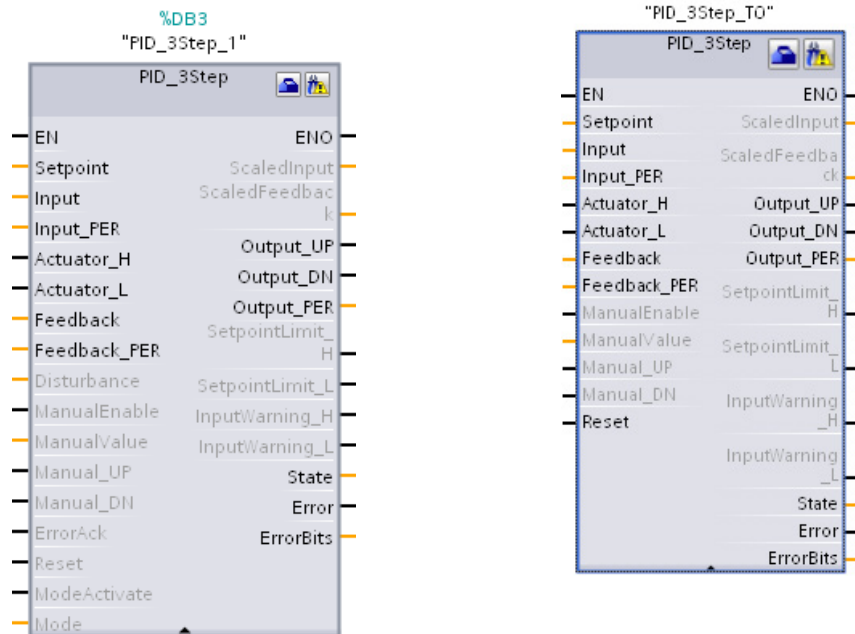 %DB3
"PID_3Step_1"
PID_3Step
EN
Setpoint
Input
Input_PER
Actuator_H
Actuator_L
Feedback
Feedback_PER
Disturbance
ManualEnable
ManualValue
Manual_UP
Manual_DN
ErrorAck
Reset
ModeActivate
Mode
ENO
ScaledInput
ScaledFeedbac
k
Output_UP
Output_DN
Output_PER
SetpointLimit_
H
SetpointLimit_L
InputWarning_H
InputWarning_L
State
Error
ErrorBits
"PID_3Step_TO"
PID_3Step
EN
Setpoint
Input
Input_PER
Actuator_H
Actuator_L
Feedback
Feedback_PER
ManualEnable
ManualValue
Manual_UP
Manual_DN
Reset
ENO
ScaledInput
ScaledFeedba
ck
Output_UP
Output_DN
Output_PER
SetpointLimit_
H
SetpointLimit_
L
InputWarning
_H
InputWarning
_L
State
Error
ErrorBits